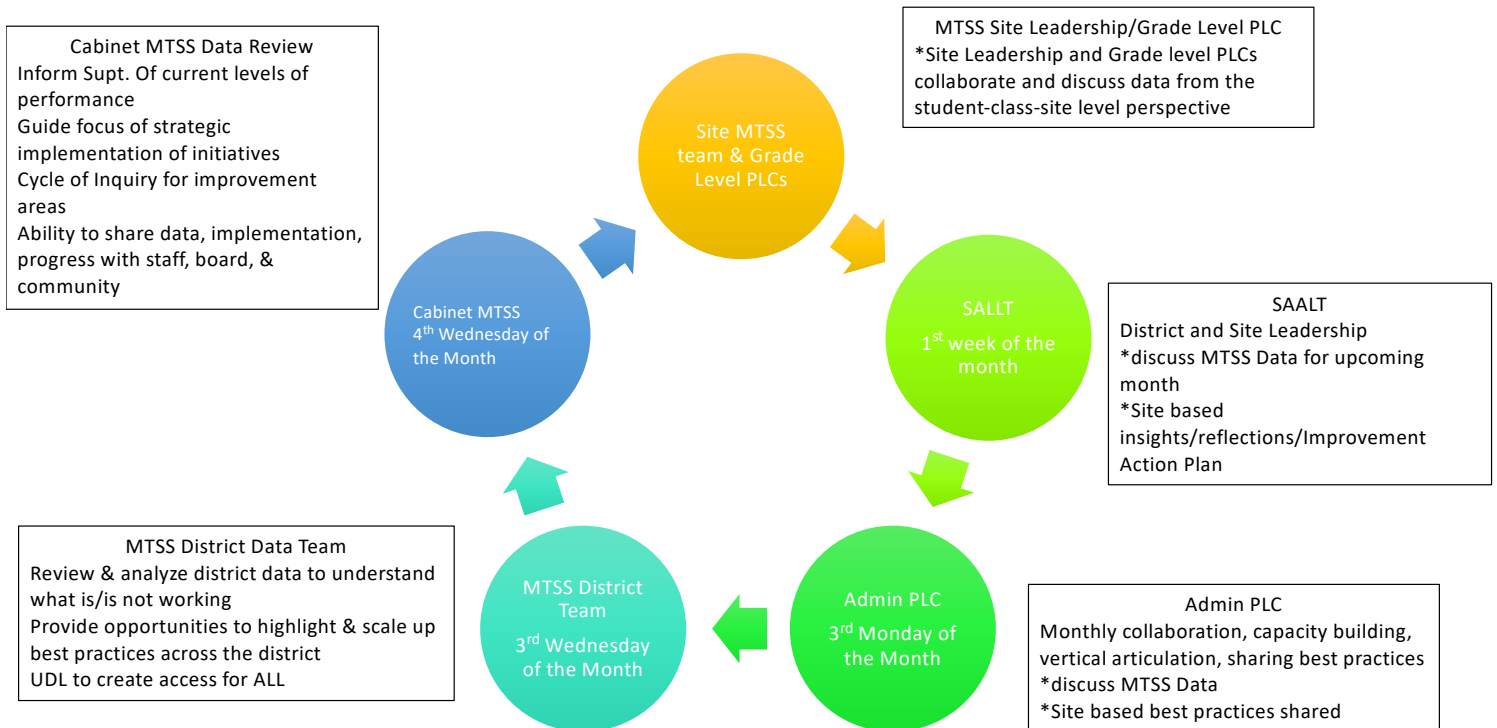 Cabinet MTSS Data Review
Inform Supt. Of current levels of
performance
Guide focus of strategic
implementation of initiatives
Cycle of Inquiry for improvement
areas
Ability to share data, implementation,
progress with staff, board, &
community
MTSS Site Leadership/Grade Level PLC
*Site Leadership and Grade level PLCs
collaborate and discuss data from the
student-class-site level perspective
Site MTSS
team & Grade
Level PLCs
SALLT
1st week of the
month
SAALT
District and Site Leadership
*discuss MTSS Data for upcoming
month
*Site based
insights/reflections/Improvement
Action Plan
Admin PLC
3rd Monday of
the Month
Admin PLC
Monthly collaboration, capacity building,
vertical articulation, sharing best practices
*discuss MTSS Data
*Site based best practices shared
MTSS District
Team
3rd Wednesday
of the Month
MTSS District Data Team
Review & analyze district data to understand
what is/is not working
Provide opportunities to highlight & scale up
best practices across the district
UDL to create access for ALL
Cabinet MTSS
4th Wednesday of
the Month